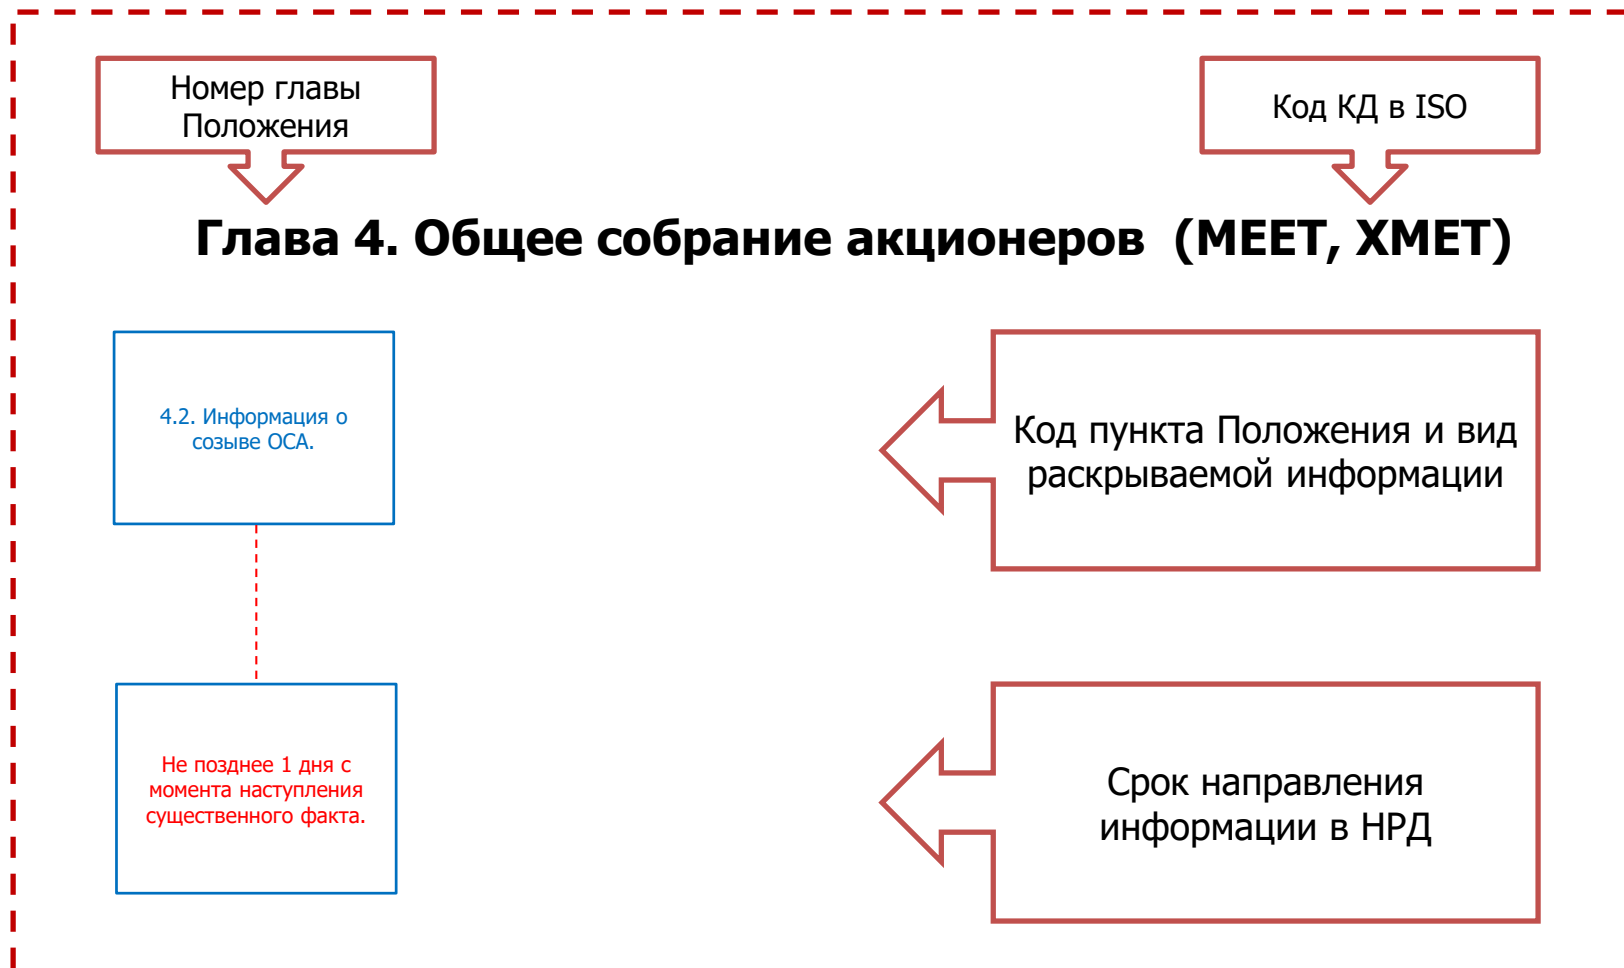 Номер главы
Положения
Код КД в ISO
Глава 4. Общее собрание акционеров (MEET, XMET)
4.2. Информация о
созыве ОСА.
Код пункта Положения и вид
раскрываемой информации
Не позднее 1 дня с
момента наступления
существенного факта.
Срок направления
информации в НРД